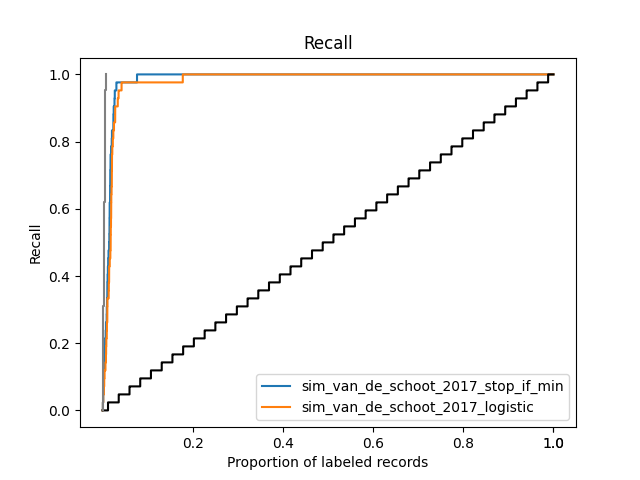 Recall
1.0
0.8
0.6
0.4
0.2
0.0
Recall
0.2
0.4
0.6
0.8
1.0
1.0
Proportion of labeled records
sim_van_de_schoot_2017_stop_if_min
sim_van_de_schoot_2017_logistic